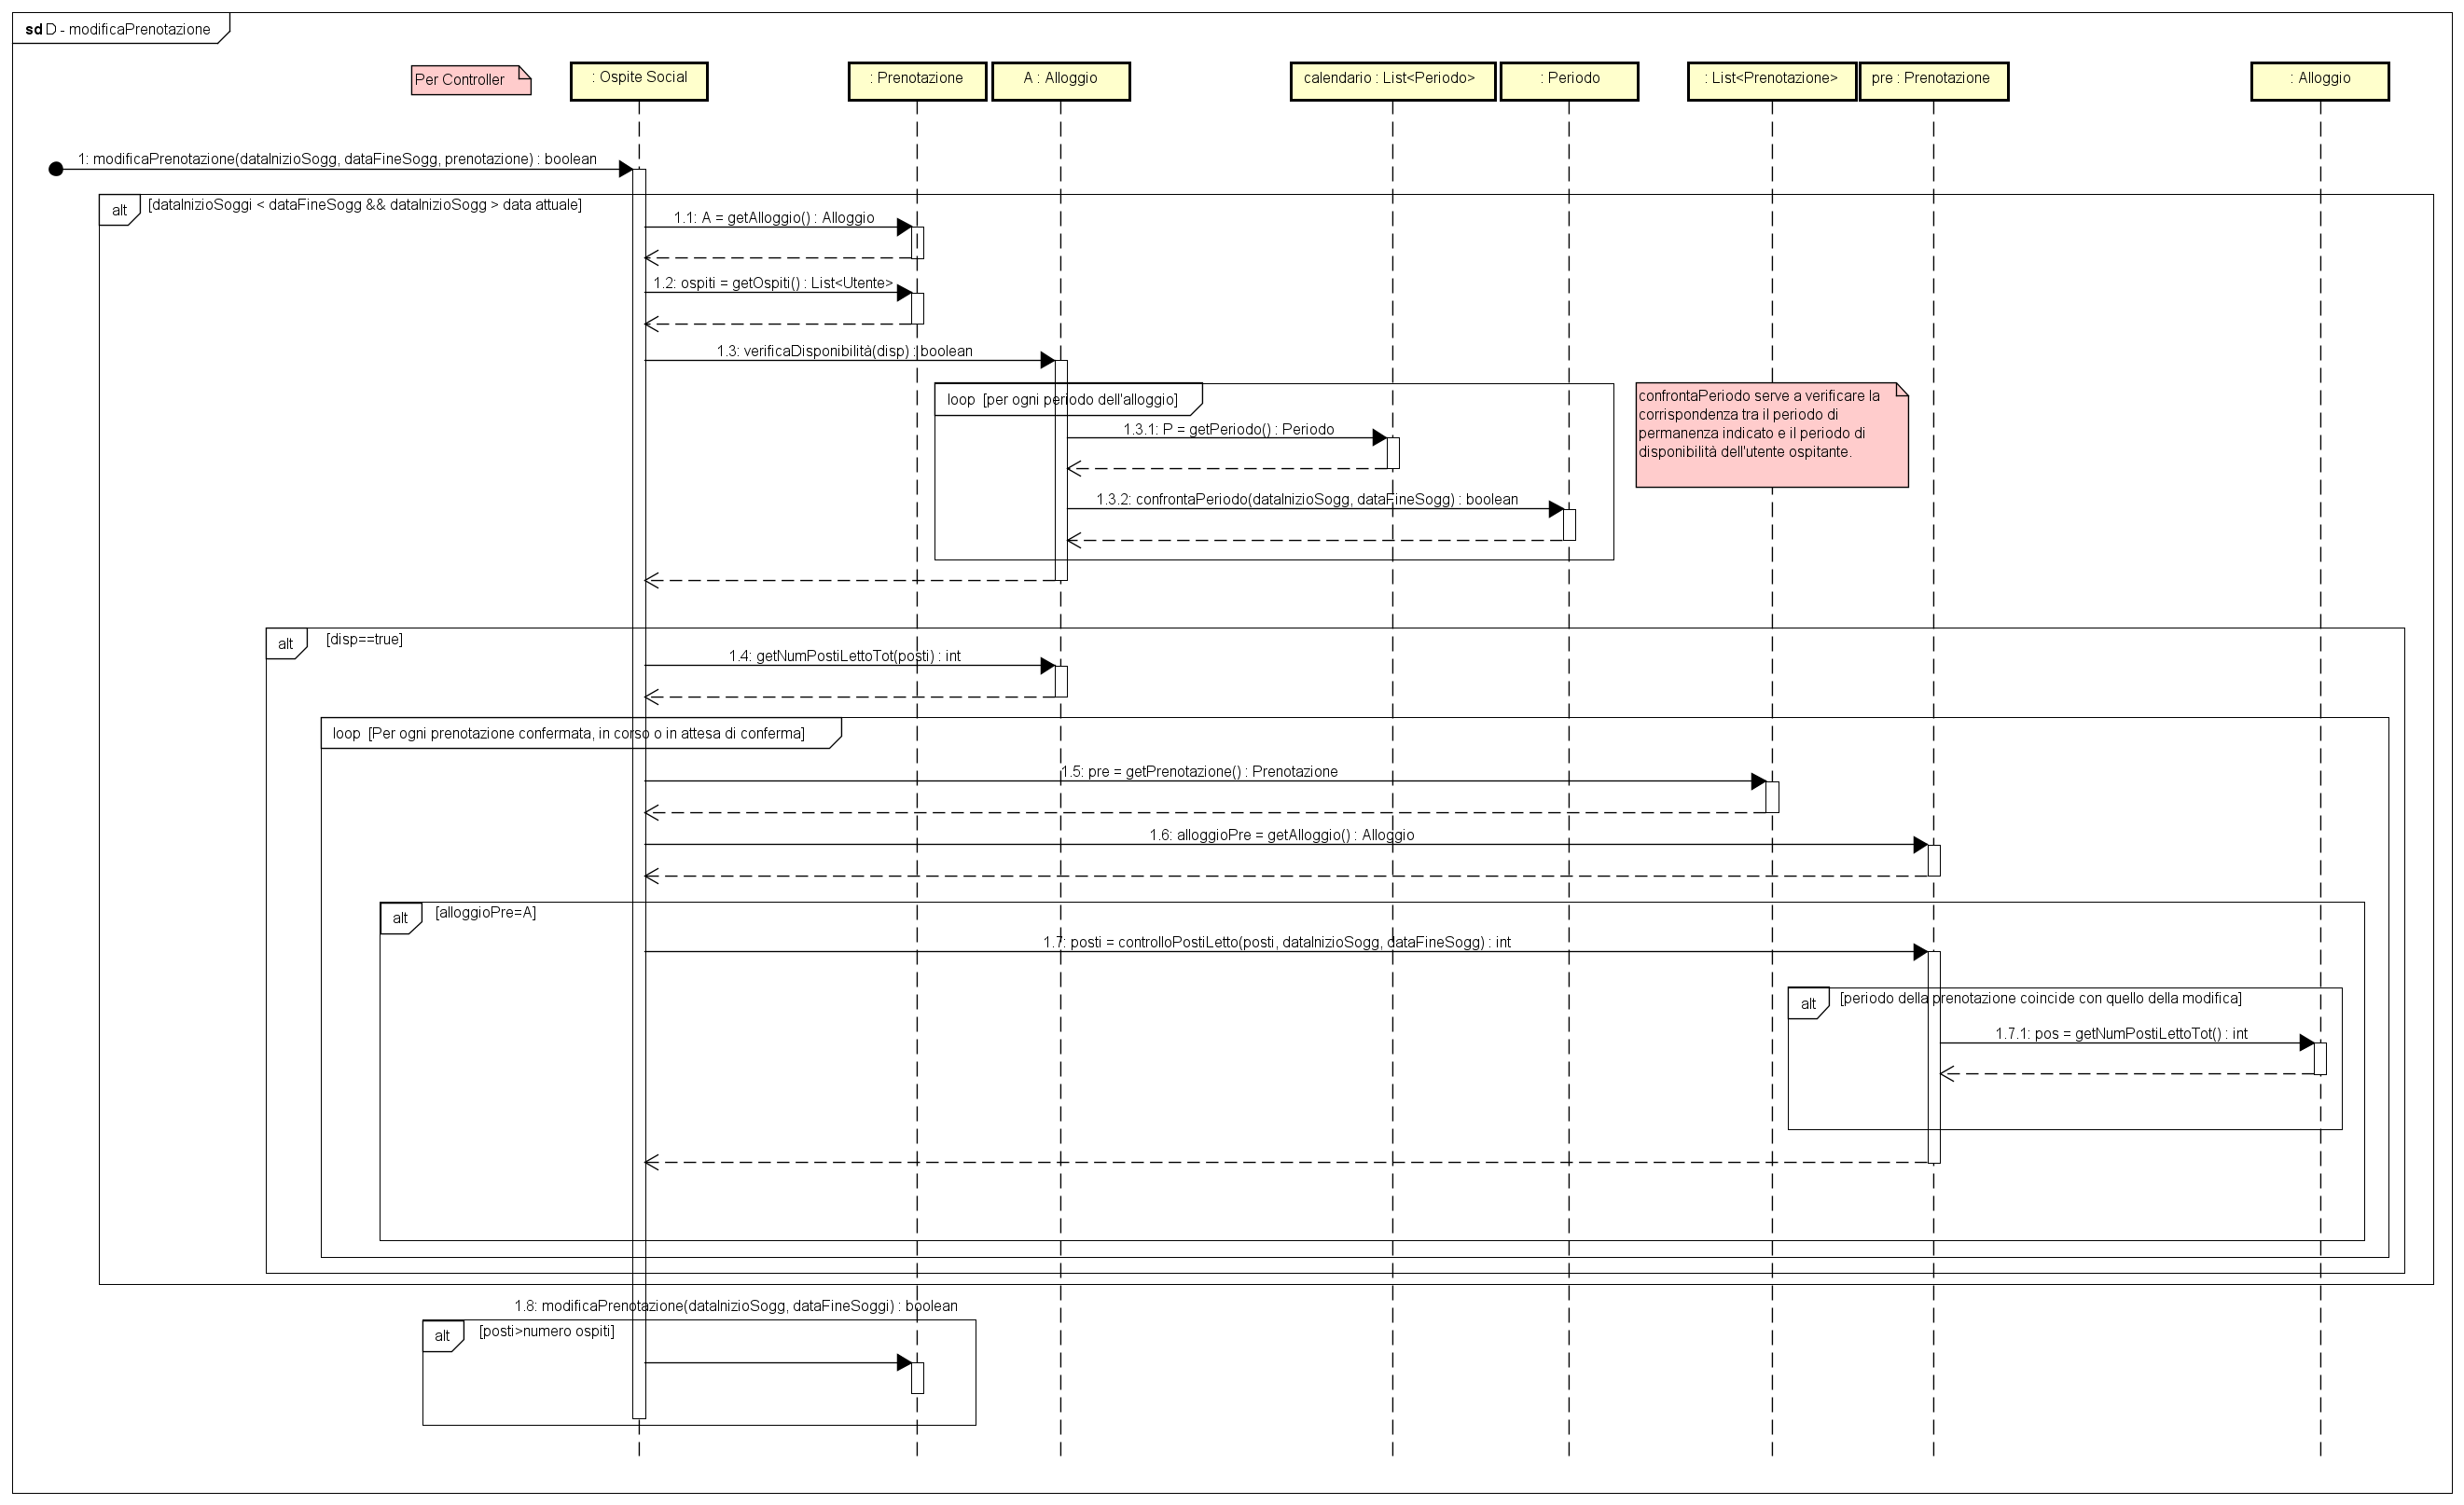 sd D - modificaPrenotazione
Per Controller
: Ospite Social
: Prenotazione
A : Alloggio
calendario : List<Periodo>
: Periodo
: List<Prenotazione>
pre : Prenotazione
: Alloggio
1: modificaPrenotazione(dataInizioSogg, dataFineSogg, prenotazione) : boolean
alt [dataInizioSoggi < dataFineSogg && dataInizioSogg > data attuale]
1.1: A = getAlloggio() : Alloggio
1.2: ospiti = getOspiti() : List<Utente>
1.3: verificaDisponibilità(disp) : boolean
loop [per ogni periodo dell'alloggio]
confrontaPeriodo serve a verificare la
corrispondenza tra il periodo di
permanenza indicato e il periodo di
disponibilità dell'utente ospitante.
1.3.1: P = getPeriodo() : Periodo
1.3.2: confrontaPeriodo(dataInizioSogg, dataFineSogg) : boolean
alt [disp==true]
1.4: getNumPostiLettoTot(posti) : int
loop [Per ogni prenotazione confermata, in corso o in attesa di conferma]
1.5: pre = getPrenotazione() : Prenotazione
1.6: alloggioPre = getAlloggio() : Alloggio
alt [alloggioPre=A]
1.7: posti = controlloPostiLetto(posti, dataInizioSogg, dataFineSogg) : int
alt [periodo della prenotazione coincide con quello della modifica]
1.7.1: pos = getNumPostiLettoTot() : int
1.8: modificaPrenotazione(dataInizioSogg, dataFineSoggi) : boolean
alt [posti>numero ospiti]